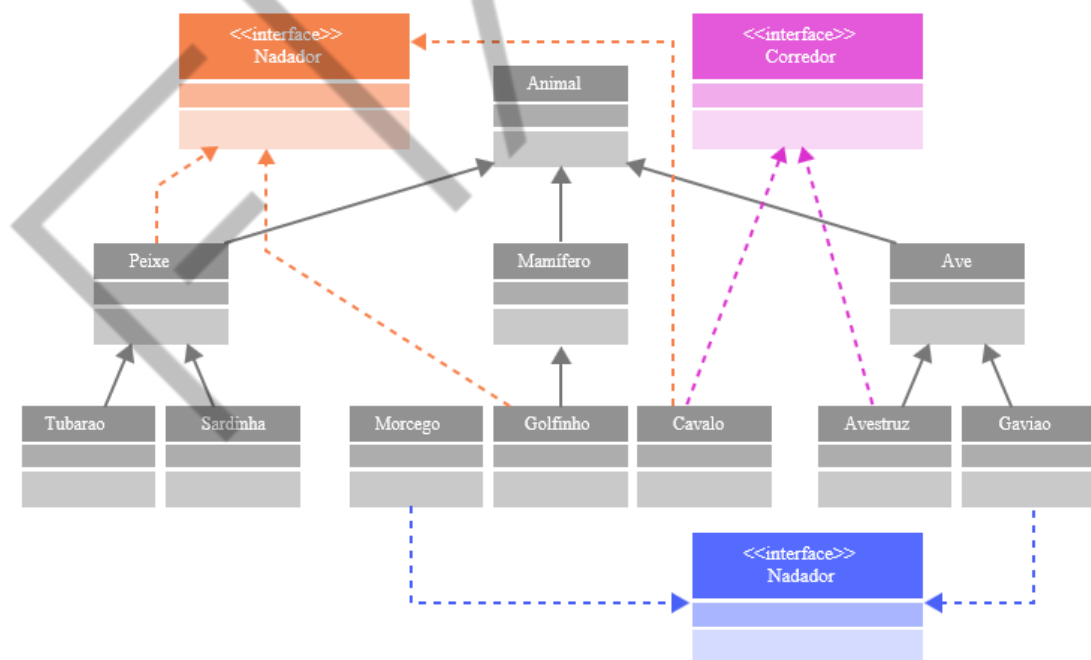 <<interface>>
Nadador
<<interface>>
Corredor
Animal
Peixe
Mamífero
Ave
Tubarao
Sardinha
Morcego
Golfinho
Cavalo
Avestruz
Gaviao
<<interface>>
Nadador